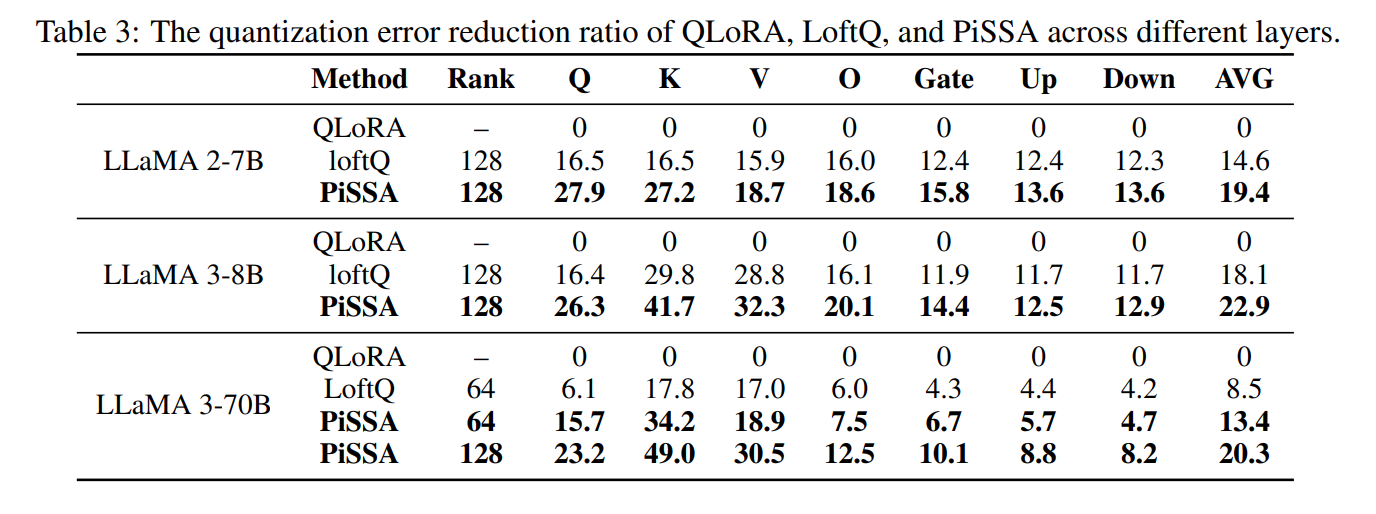 Table 3: The quantization error reduction ratio of QLoRA, LoftQ, and PiSSA across different layers.
Method Rank Q K V O Gate Up Down AVG
QLoRA – 0 0 0 0 0 0 0 0
LLaMA 2-7B loftQ 128 16.5 16.5 15.9 16.0 12.4 12.4 12.3 14.6
PiSSA 128 27.9 27.2 18.7 18.6 15.8 13.6 13.6 19.4
QLoRA – 0 0 0 0 0 0 0 0
LLaMA 3-8B loftQ 128 16.4 29.8 28.8 16.1 11.9 11.7 11.7 18.1
PiSSA 128 26.3 41.7 32.3 20.1 14.4 12.5 12.9 22.9
QLoRA – 0 0 0 0 0 0 0 0
LLaMA 3-70B LoftQ 64 6.1 17.8 17.0 6.0 4.3 4.4 4.2 8.5
PiSSA 64 15.7 34.2 18.9 7.5 6.7 5.7 4.7 13.4
PiSSA 128 23.2 49.0 30.5 12.5 10.1 8.8 8.2 20.3